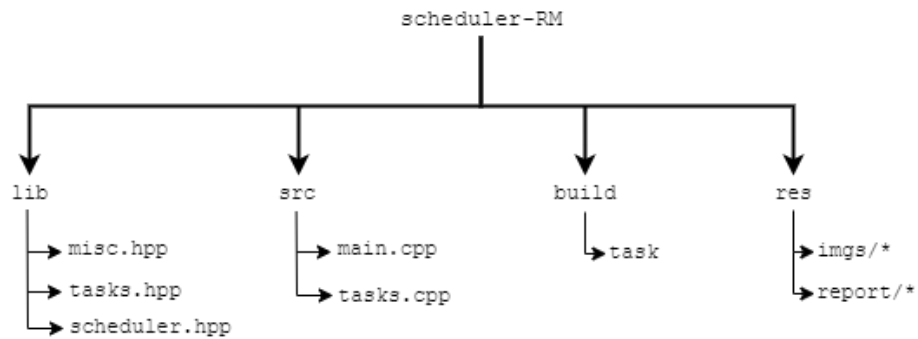 scheduler-RM
lib
src
build
res
misc.hpp
main.cpp
task
imgs/*
tasks.hpp
tasks.cpp
report/*
scheduler.hpp